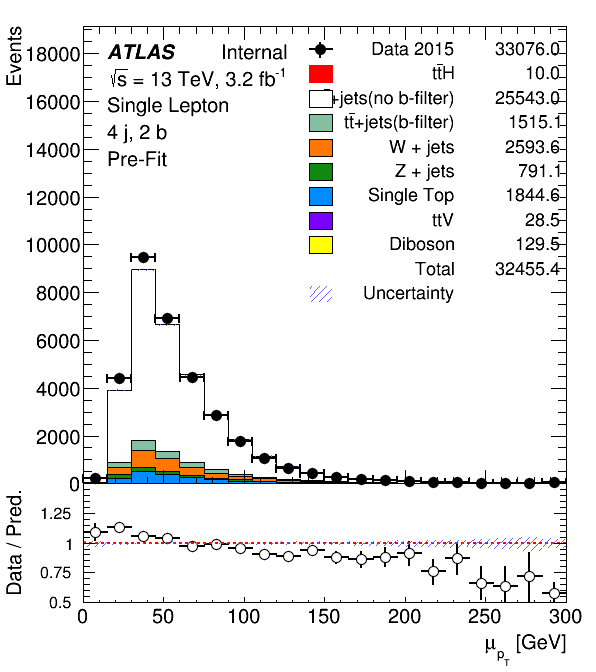 Events
18000
16000
14000
12000
10000
8000
6000
4000
2000
0
ATLAS Internal
√s = 13 TeV, 3.2 fb⁻¹
Single Lepton
4 j, 2 b
Pre-Fit
Data 2015 33076.0
tt̄H 10.0
+jets(no b-filter) 25543.0
tt̄+jets(b-filter) 1515.1
W + jets 2593.6
Z + jets 791.1
Single Top 1844.6
ttV 28.5
Diboson 129.5
Total 32455.4
Uncertainty
Data / Pred.
1.25
1
0.75
0.5
0 50 100 150 200 250 300
μ_p_T [GeV]